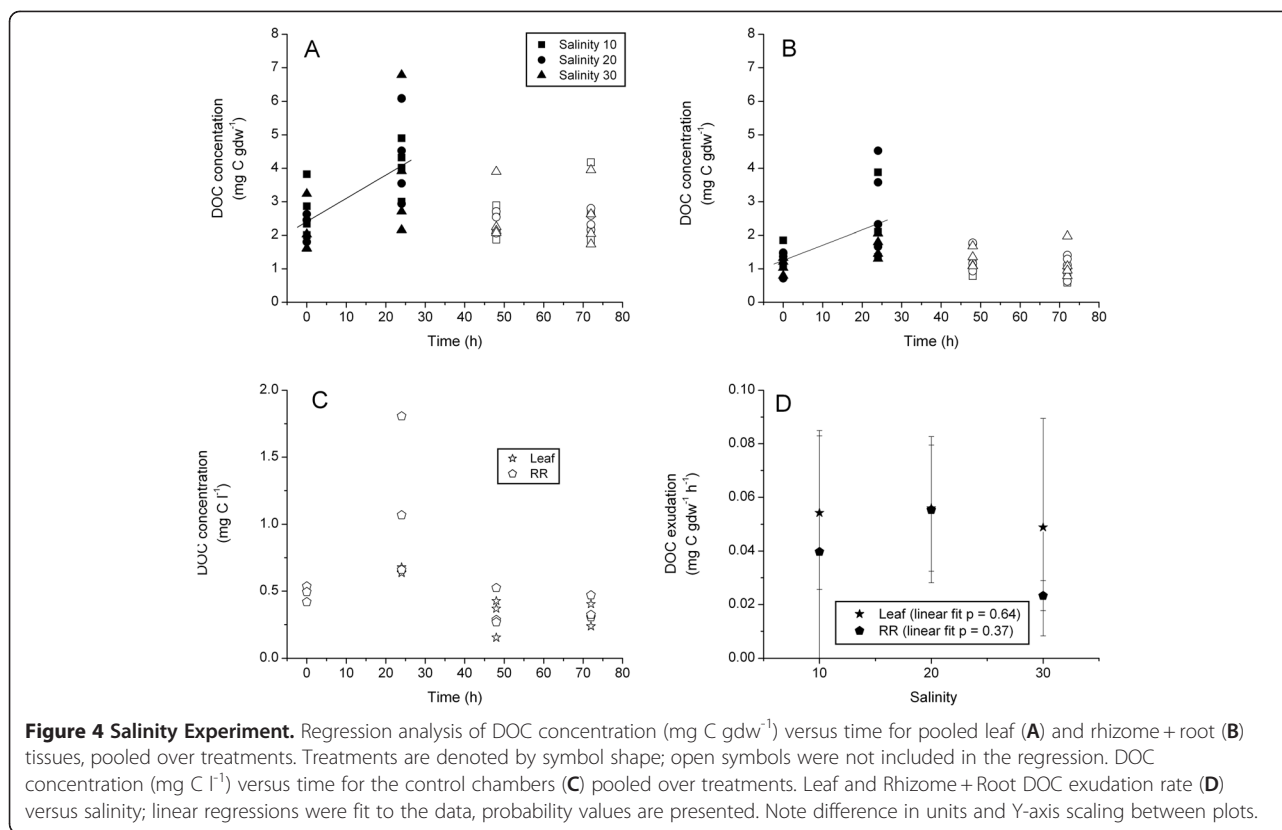 A
Salinity 10
Salinity 20
Salinity 30
DOC concentation
(mg C gdw⁻¹)
8
7
6
5
4
3
2
1
0
0 10 20 30 40 50 60 70 80
Time (h)
B
DOC concentration
(mg C gdw⁻¹)
8
7
6
5
4
3
2
1
0
0 10 20 30 40 50 60 70 80
Time (h)
C
Leaf
RR
DOC concentration
(mg C l⁻¹)
2.0
1.5
1.0
0.5
0.0
0 10 20 30 40 50 60 70 80
Time (h)
D
DOC exudation
(mg C gdw⁻¹ h⁻¹)
0.10
0.08
0.06
0.04
0.02
0.00
Leaf (linear fit p = 0.64)
RR (linear fit p = 0.37)
10 20 30
Salinity
Figure 4 Salinity Experiment. Regression analysis of DOC concentration (mg C gdw⁻¹) versus time for pooled leaf (A) and rhizome + root (B)
tissues, pooled over treatments. Treatments are denoted by symbol shape; open symbols were not included in the regression. DOC
concentration (mg C l⁻¹) versus time for the control chambers (C) pooled over treatments. Leaf and Rhizome + Root DOC exudation rate (D)
versus salinity; linear regressions were fit to the data, probability values are presented. Note difference in units and Y-axis scaling between plots.